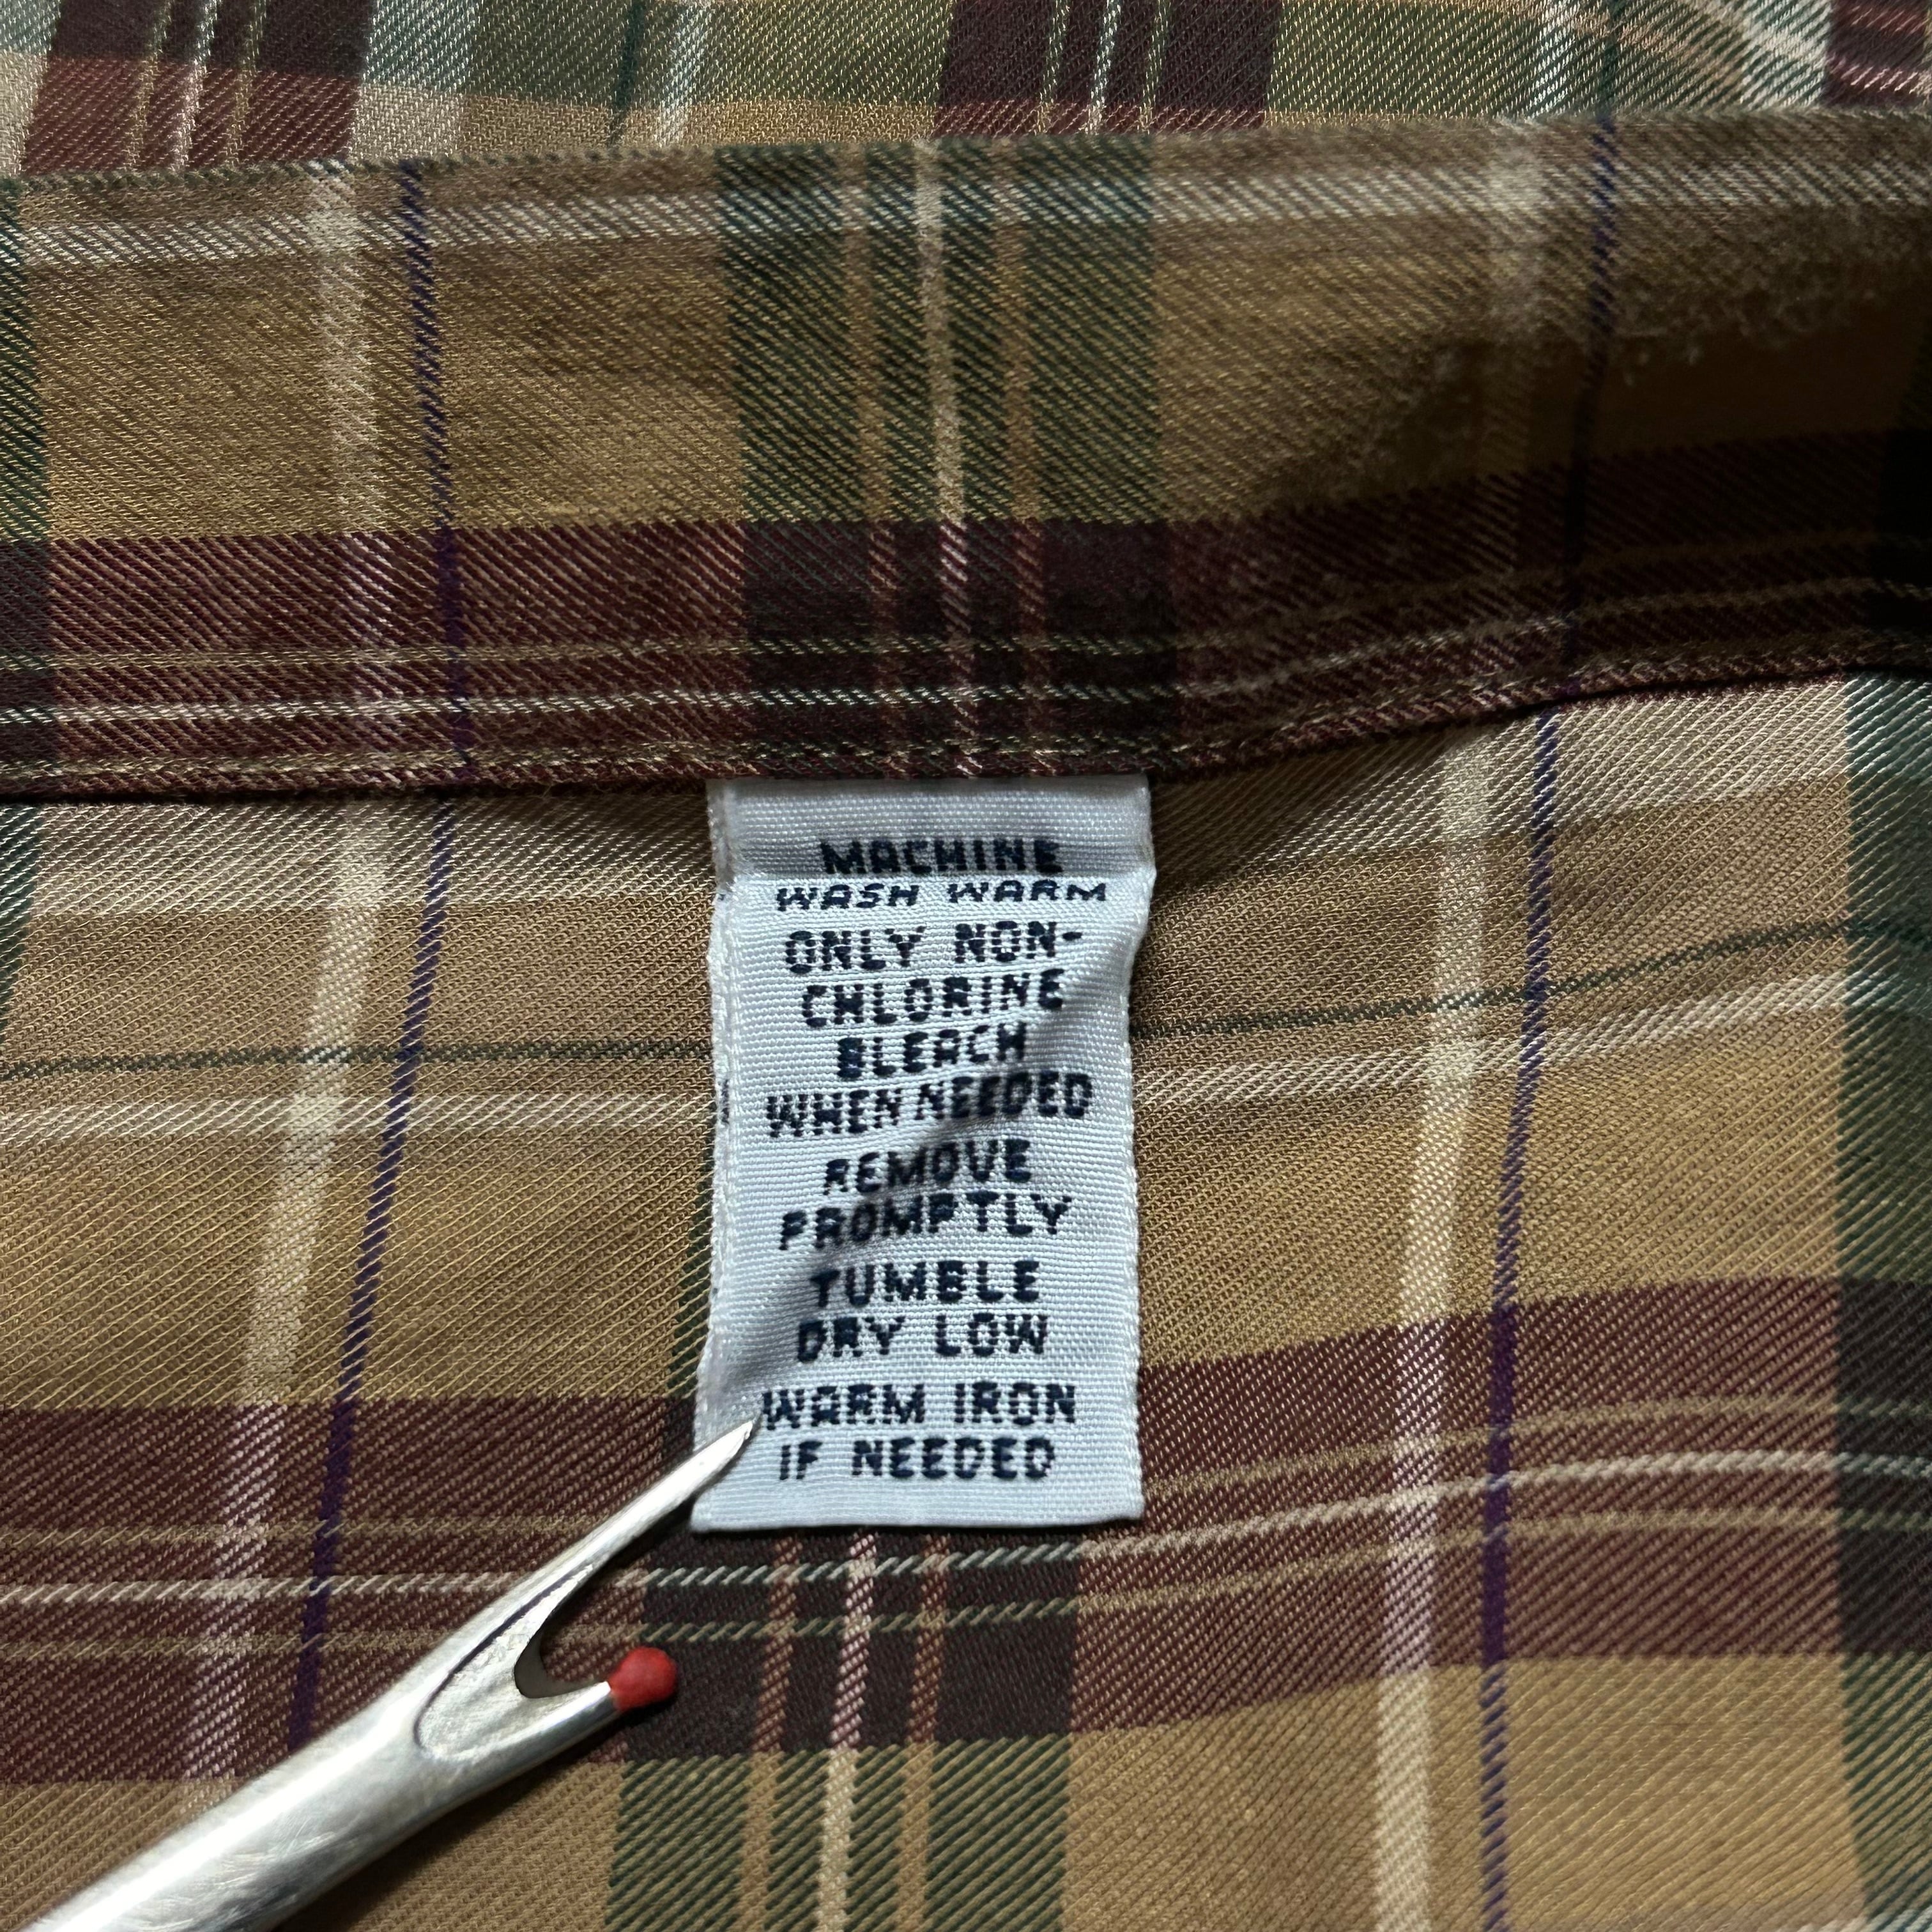 MACHINE
WASH WARM
ONLY NON-
CHLORINE
BLEACH
WHEN NEEDED
REMOVE
PROMPTLY
TUMBLE
DRY LOW
WARM IRON
IF NEEDED